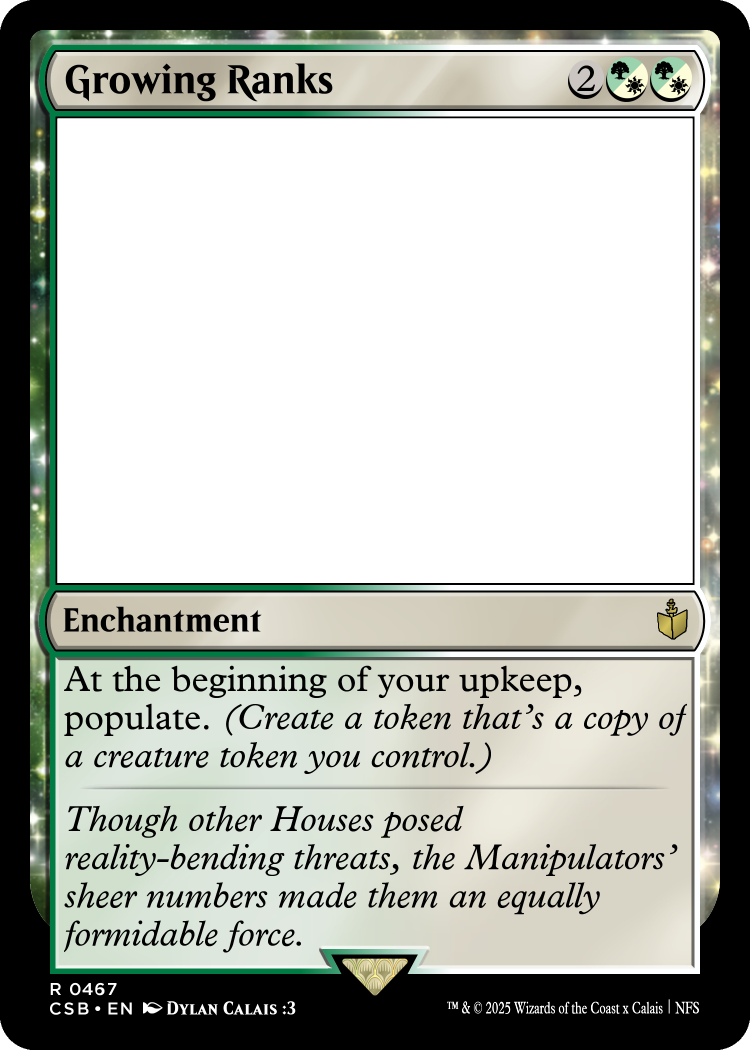 Growing Ranks 2
Enchantment
At the beginning of your upkeep,
populate. (Create a token that's a copy of
a creature token you control.)
Though other Houses posed
reality-bending threats, the Manipulators'
sheer numbers made them an equally
formidable force.
R 0467
CSB • EN Dylan Calais :3
™ & © 2025 Wizards of the Coast x Calais | NFS